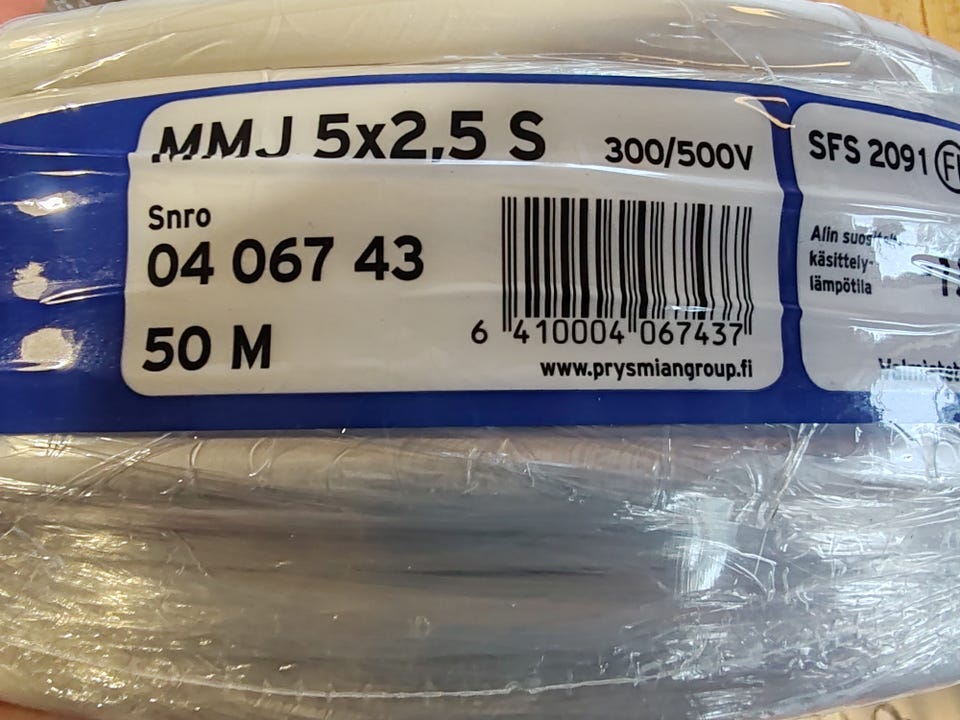 MMJ 5x2,5 S 300/500V
Snro
04 067 43
50 M
6 410004 067437
www.prysmiangroup.fi
SFS 2091
Alin
käsittely-
lämpötila